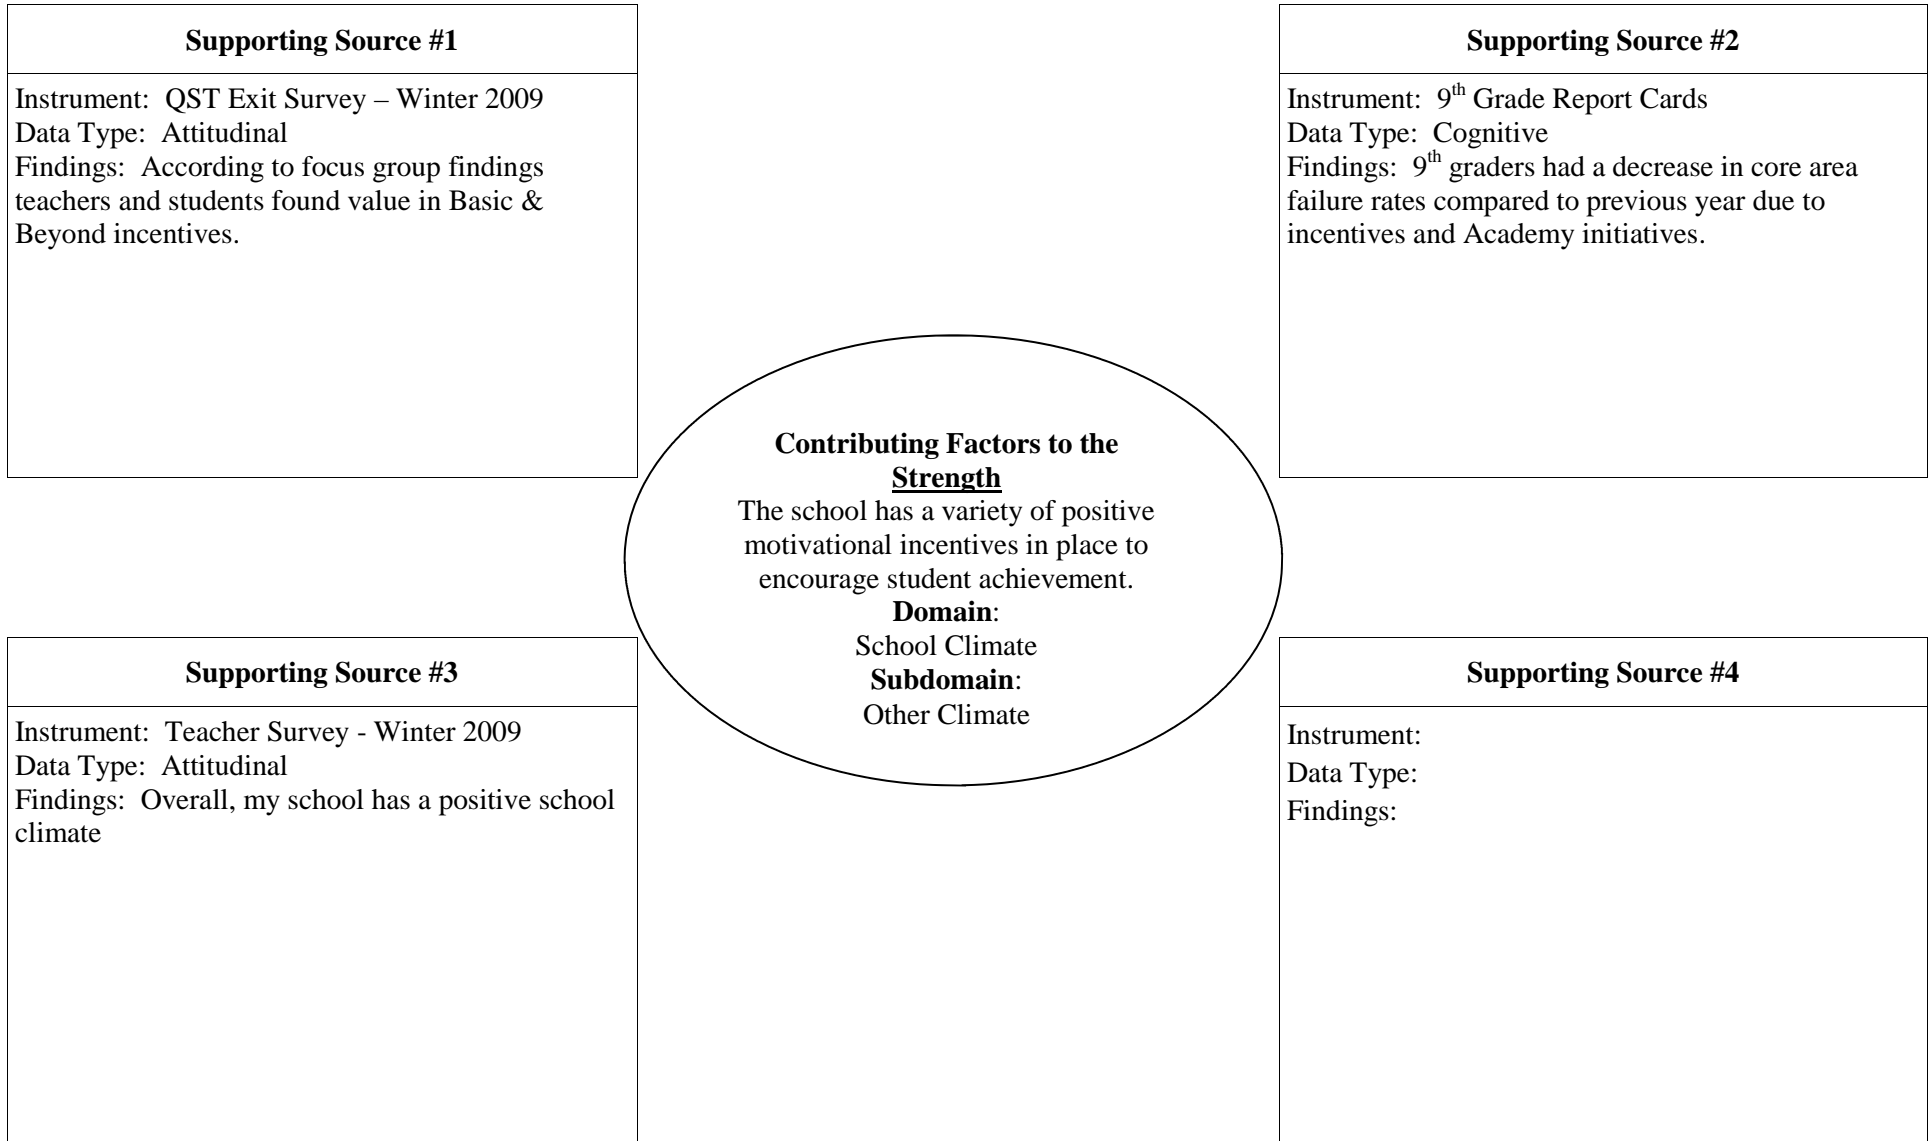 Supporting Source #1
Instrument:  QST Exit Survey – Winter 2009
Data Type:  Attitudinal
Findings:  According to focus group findings
teachers and students found value in Basic &
Beyond incentives.
Supporting Source #2
Instrument:  9th Grade Report Cards
Data Type:  Cognitive
Findings:  9th graders had a decrease in core area
failure rates compared to previous year due to
incentives and Academy initiatives.
Contributing Factors to the
Strength
The school has a variety of positive
motivational incentives in place to
encourage student achievement.
Domain:
School Climate
Subdomain:
Other Climate
Supporting Source #3
Instrument:  Teacher Survey - Winter 2009
Data Type:  Attitudinal
Findings:  Overall, my school has a positive school
climate
Supporting Source #4
Instrument:
Data Type:
Findings: